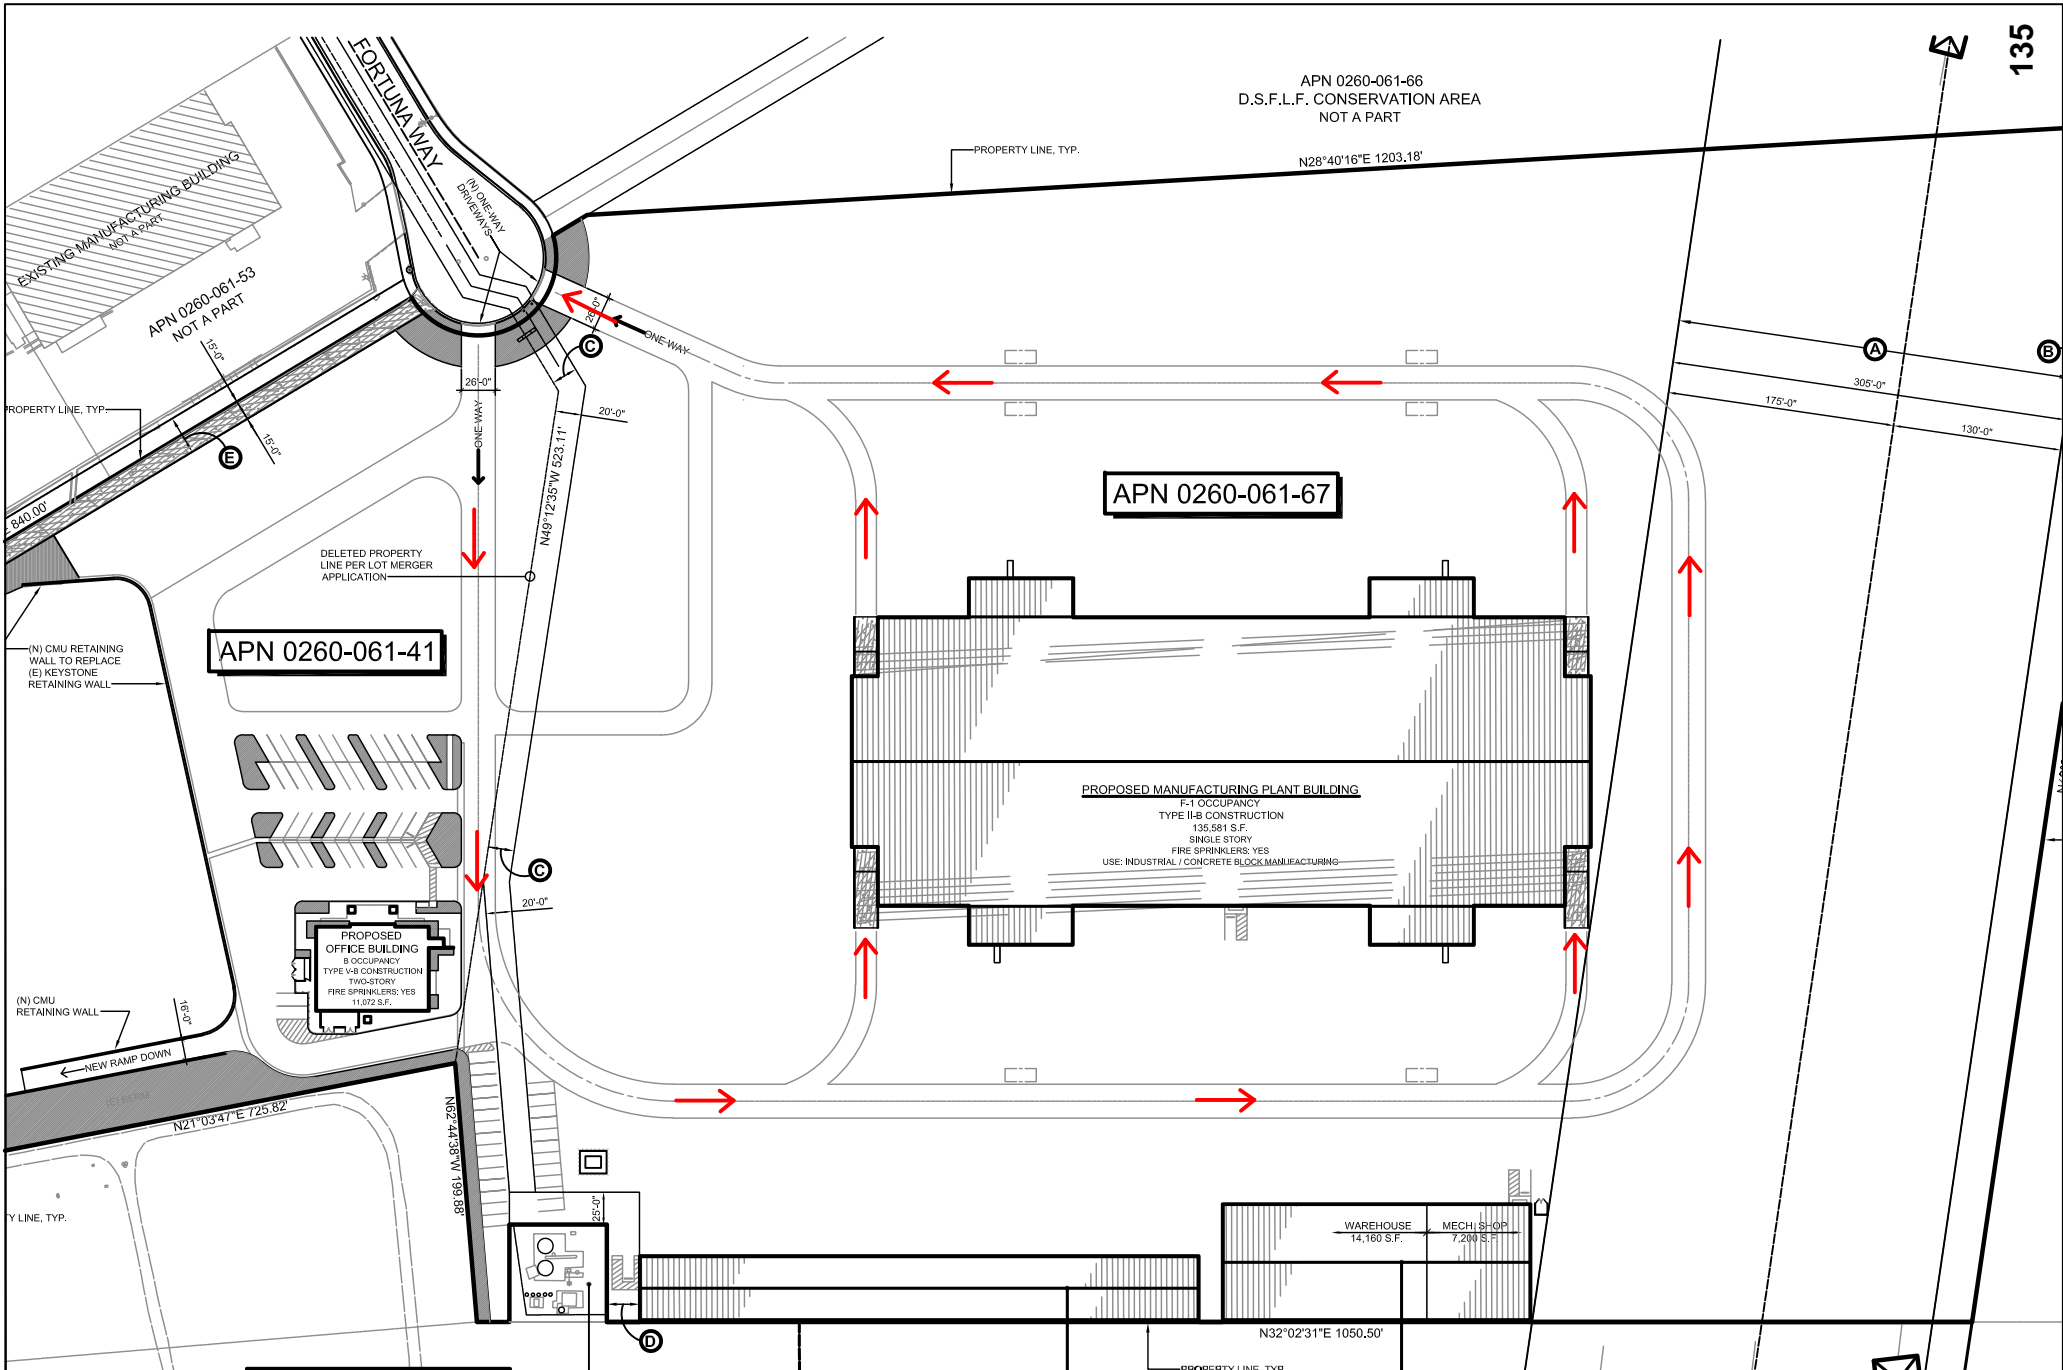 135
FORTUNA WAY
APN 0260-061-66
D.S.F.L.F. CONSERVATION AREA
NOT A PART
PROPERTY LINE, TYP.
N28°40'16"E 1203.18'
(N) ONE-WAY
DRIVEWAYS
EXISTING MANUFACTURING BUILDING
NOT A PART
APN 0260-061-53
NOT A PART
15'-0"
15'-0"
26'-0"
ONE WAY
C
A
B
305'-0"
175'-0"
130'-0"
26'-0"
ONE WAY
20'-0"
PROPERTY LINE, TYP.
E
E 840.00'
N49°12'35"W 523.11'
APN 0260-061-67
DELETED PROPERTY
LINE PER LOT MERGER
APPLICATION
APN 0260-061-41
(N) CMU RETAINING
WALL TO REPLACE
(E) KEYSTONE
RETAINING WALL
PROPOSED MANUFACTURING PLANT BUILDING
F-1 OCCUPANCY
TYPE II-B CONSTRUCTION
135,581 S.F.
SINGLE STORY
FIRE SPRINKLERS: YES
USE: INDUSTRIAL / CONCRETE BLOCK MANUFACTURING
C
20'-0"
PROPOSED
OFFICE BUILDING
B OCCUPANCY
TYPE V-B CONSTRUCTION
TWO-STORY
FIRE SPRINKLERS: YES
11,072 S.F.
(N) CMU
RETAINING WALL
16'-0"
NEW RAMP DOWN
(E) BERM
N21°03'47"E 725.82'
N62°44'38"W 199.88'
TY LINE, TYP.
25'-0"
WAREHOUSE
14,160 S.F.
MECH. SHOP
7,200 S.F.
D
N32°02'31"E 1050.50'
PROPERTY LINE, TYP.